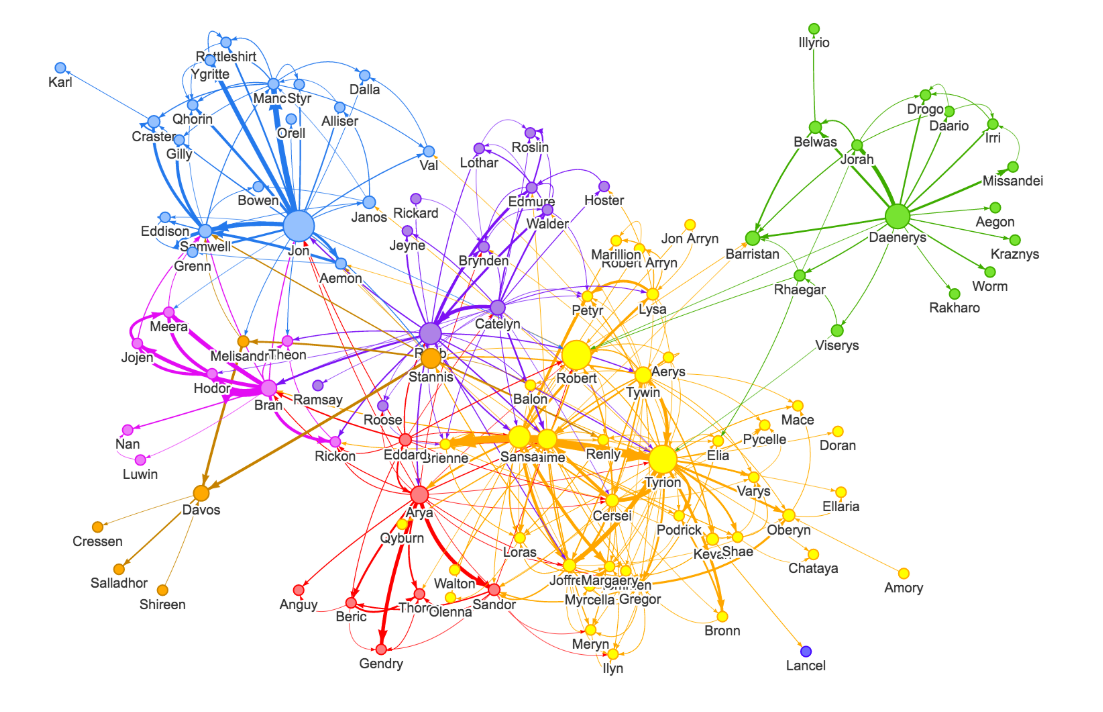 Illyrio
Rattleshirt
Ygritte
Karl
Dalla
Styr
Qhorin
Drogo
Daario
Alliser
Craster
Orell
Irri
Belwas
Gilly
Roslin
Jorah
Lothar
Val
Missandei
Bowen
Rickard
Edmure
Hoster
Janos
Walder
Aegon
Eddison
Jon Arryn
Daenerys
Samwell
Jeyne
Jon
Marillion
Kraznys
Grenn
Brynden
Robert Arryn
Barristan
Aemon
Worm
Rhaegar
Petyr
Lysa
Rakharo
Catelyn
Meera
Viserys
Theon
Jojen
Stannis
Robert
Aerys
Hodor
Tywin
Bran
Ramsay
Balon
Roose
Mace
Nan
Pycelle
Doran
Rickon
Eddard
Sansa
Renly
Elia
Luwin
Tyrion
Varys
Davos
Ellaria
Arya
Cersei
Podrick
Oberyn
Cressen
Qyburn
Loras
Shae
Chataya
Salladhor
Walton
Joffrey
Margaery
Amory
Shireen
Anguy
Beric
Olenna
Sandor
Myrcella
Gregor
Bronn
Meryn
Gendry
Ilyn
Lancel